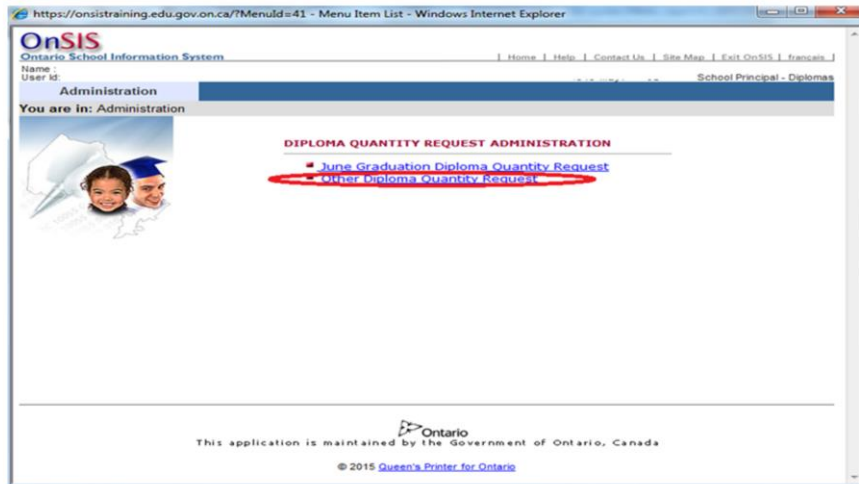 https://onsistraining.edu.gov.on.ca/?MenuId=41 - Menu Item List - Windows Internet Explorer
OnSIS
Ontario School Information System
| Home | Help | Contact Us | Site Map | Exit OnSIS | français |
Name :
User Id:
School Principal - Diplomas
Administration
You are in: Administration
DIPLOMA QUANTITY REQUEST ADMINISTRATION
June Graduation Diploma Quantity Request
Other Diploma Quantity Request
Ontario
This application is maintained by the Government of Ontario, Canada
© 2015 Queen's Printer for Ontario